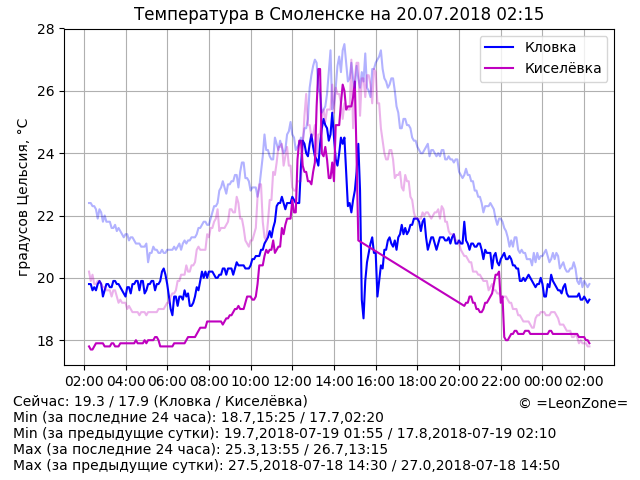 Температура в Смоленске на 20.07.2018 02:15
28
26
24
22
20
18
градусов Цельсия, °C
Кловка
Киселёвка
02:00 04:00 06:00 08:00 10:00 12:00 14:00 16:00 18:00 20:00 22:00 00:00 02:00
Сейчас: 19.3 / 17.9 (Кловка / Киселёвка)
© =LeonZone=
Min (за последние 24 часа): 18.7,15:25 / 17.7,02:20
Min (за предыдущие сутки): 19.7,2018-07-19 01:55 / 17.8,2018-07-19 02:10
Max (за последние 24 часа): 25.3,13:55 / 26.7,13:15
Max (за предыдущие сутки): 27.5,2018-07-18 14:30 / 27.0,2018-07-18 14:50